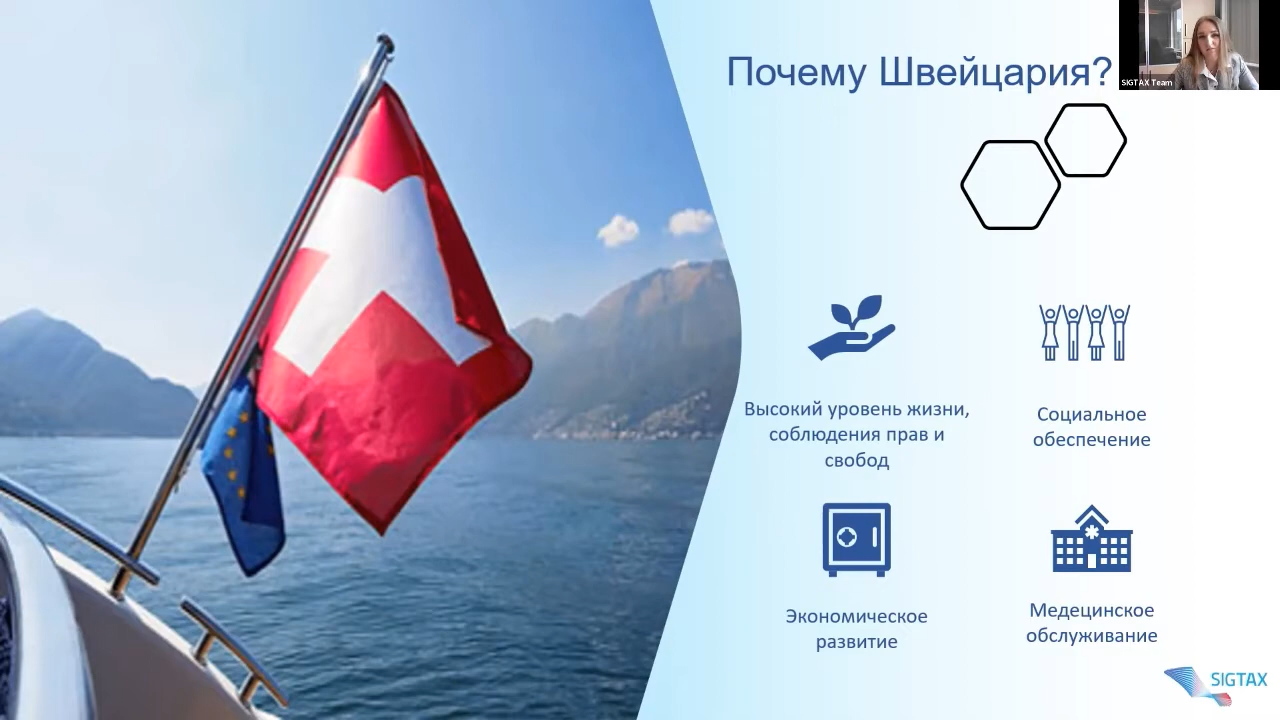 Почему Швейцария?
SIGTAX Team
Высокий уровень жизни,
соблюдения прав и
свобод
Социальное
обеспечение
Экономическое
развитие
Медецинское
обслуживание
SIGTAX